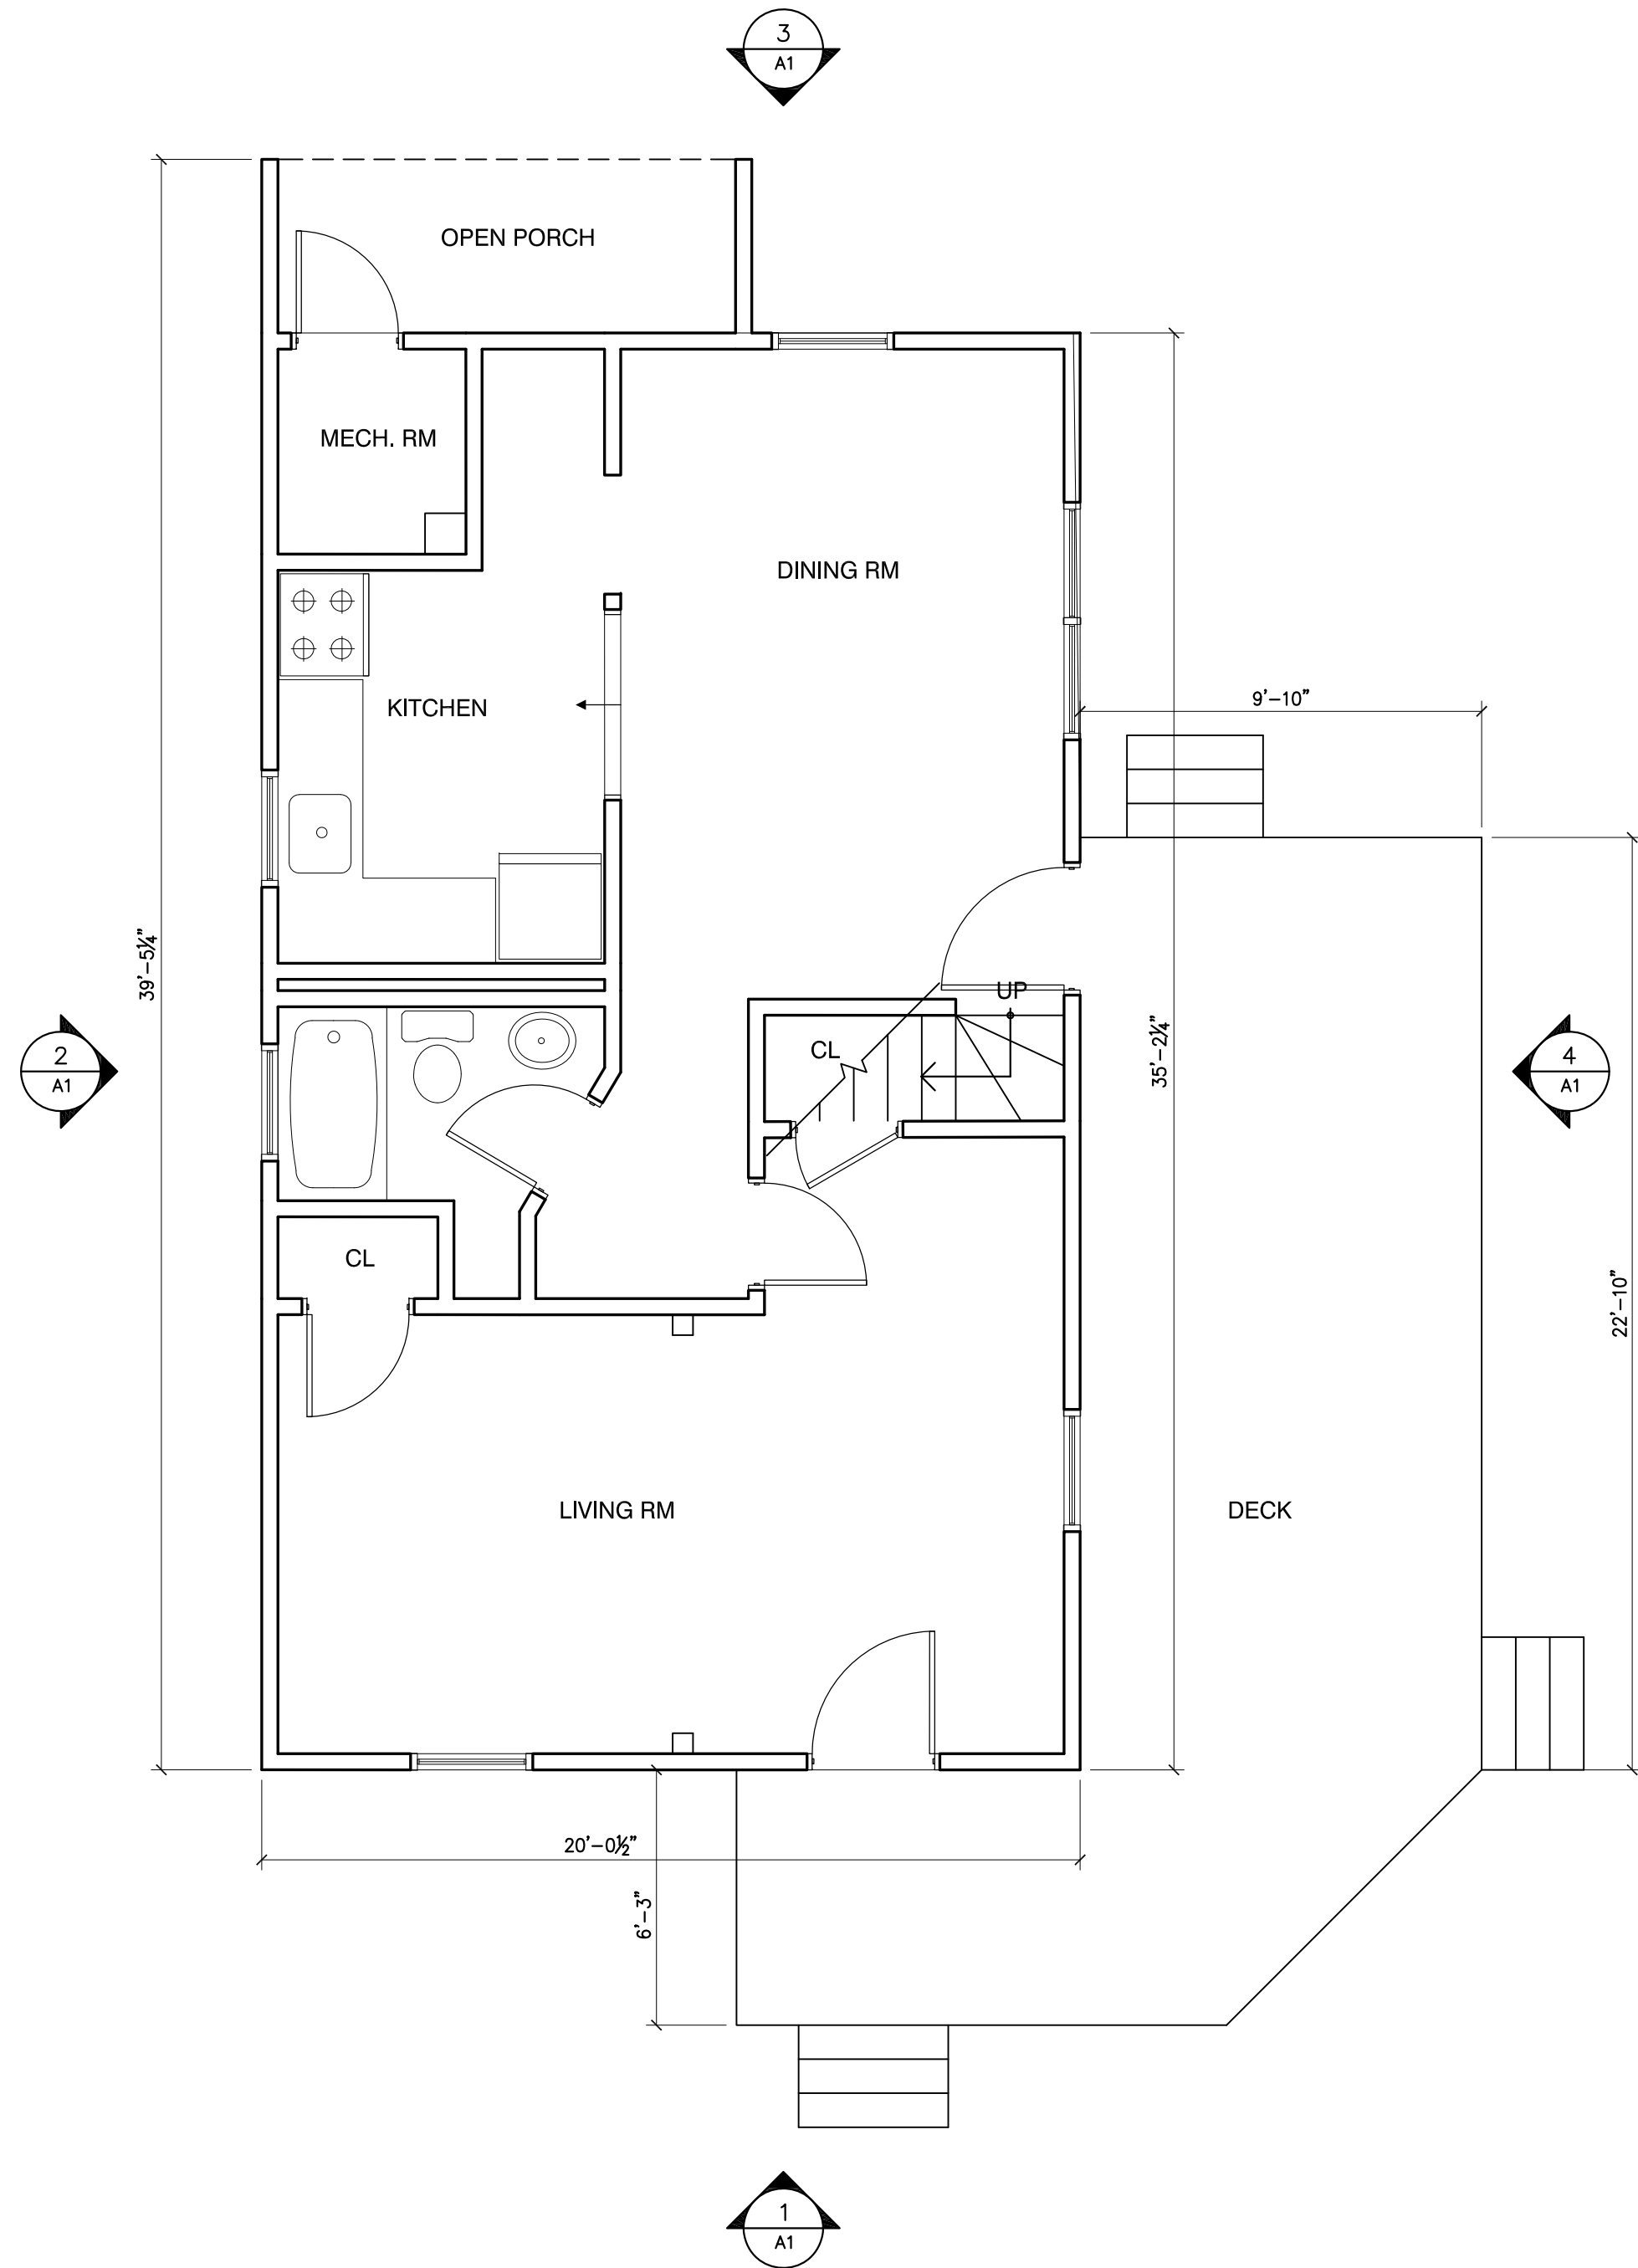 3
A1
OPEN PORCH
MECH. RM
DINING RM
9'-10"
KITCHEN
39'-5¼"
UP
CL
2
A1
35'-2¼"
4
A1
CL
22'-10"
LIVING RM
DECK
20'-0½"
6'-3"
1
A1